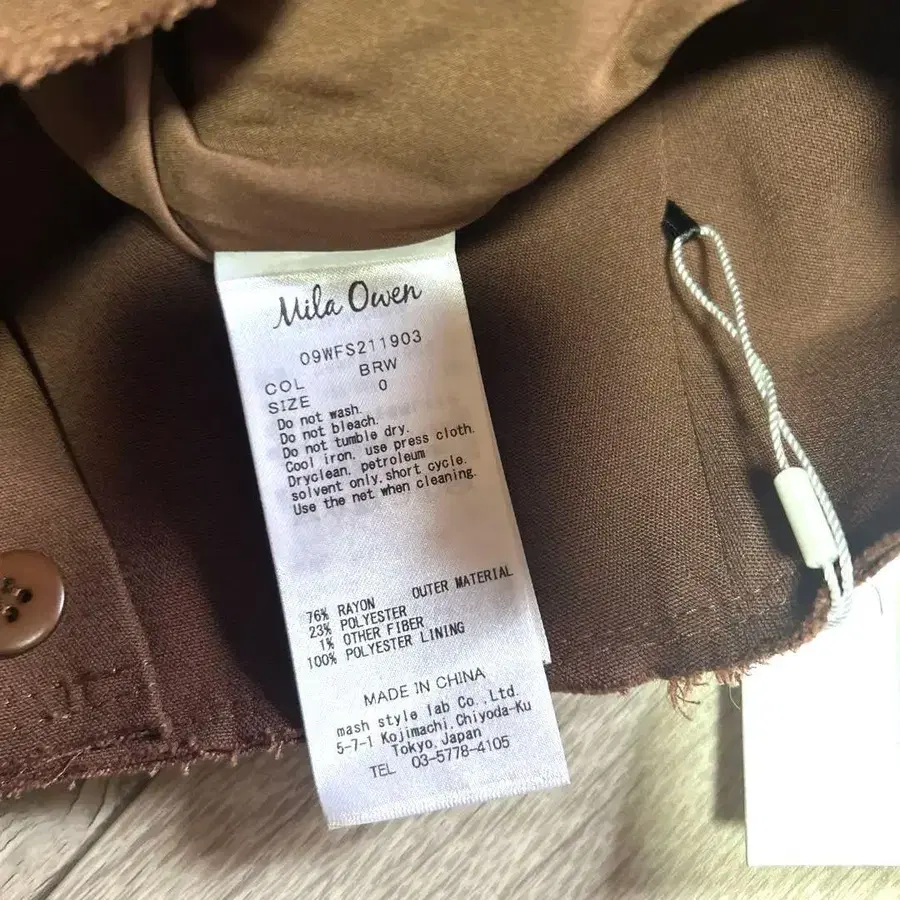 Mila Owen
09WFS211903
COL BRW
SIZE 0
Do not wash.
Do not bleach.
Do not tumble dry.
Cool iron, use press cloth.
Dryclean, petroleum
solvent only,short cycle.
Use the net when cleaning.
OUTER MATERIAL
76% RAYON
23% POLYESTER
1% OTHER FIBER
100% POLYESTER LINING
MADE IN CHINA
mash style lab Co.,Ltd.
5-7-1 Kojimachi,Chiyoda-Ku
Tokyo,Japan
TEL 03-5778-4105